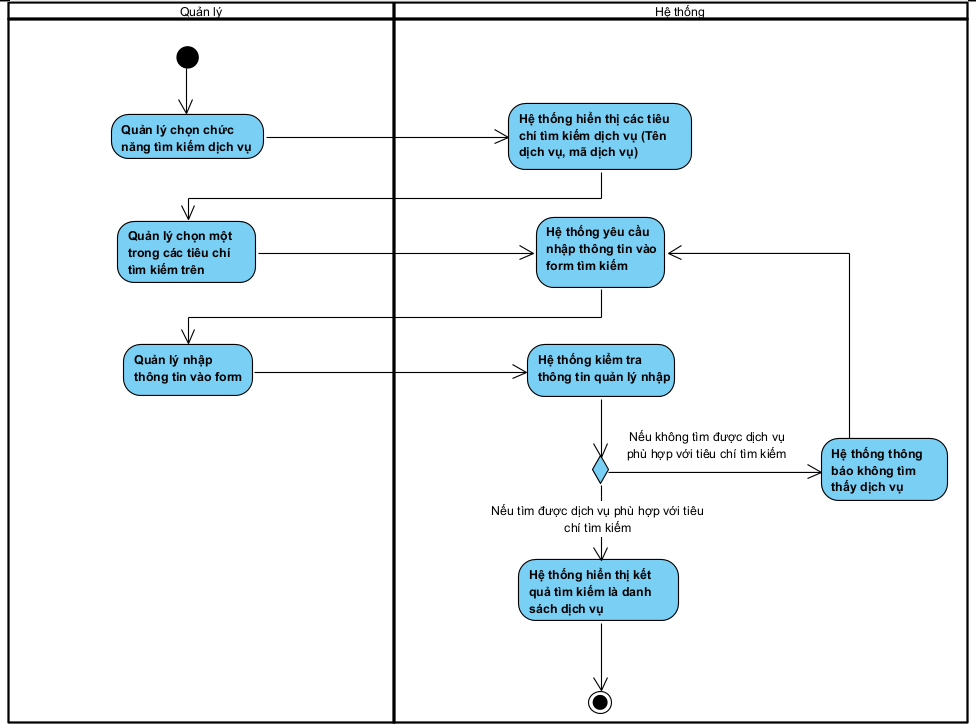 Quản lý
Hệ thống
Quản lý chọn chức
năng tìm kiếm dịch vụ
Hệ thống hiển thị các tiêu
chí tìm kiếm dịch vụ (Tên
dịch vụ, mã dịch vụ)
Quản lý chọn một
trong các tiêu chí
tìm kiếm trên
Hệ thống yêu cầu
nhập thông tin vào
form tìm kiếm
Quản lý nhập
thông tin vào form
Hệ thống kiểm tra
thông tin quản lý nhập
Nếu không tìm được dịch vụ
phù hợp với tiêu chí tìm kiếm
Hệ thống thông
báo không tìm
thấy dịch vụ
Nếu tìm được dịch vụ phù hợp với tiêu
chí tìm kiếm
Hệ thống hiển thị kết
quả tìm kiếm là danh
sách dịch vụ